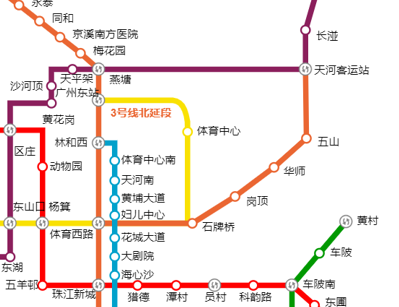 永泰
同和
京溪南方医院
梅花园
长湴
天平架
燕塘
天河客运站
沙河顶
广州东站
3号线北延段
黄花岗
体育中心
林和西
五山
区庄
动物园
体育中心南
华师
天河南
黄埔大道
岗顶
东山口
杨箕
妇儿中心
石牌桥
黄村
体育西路
花城大道
大剧院
车陂
东湖
海心沙
五羊邨
珠江新城
猎德
潭村
员村
科韵路
车陂南
东圃